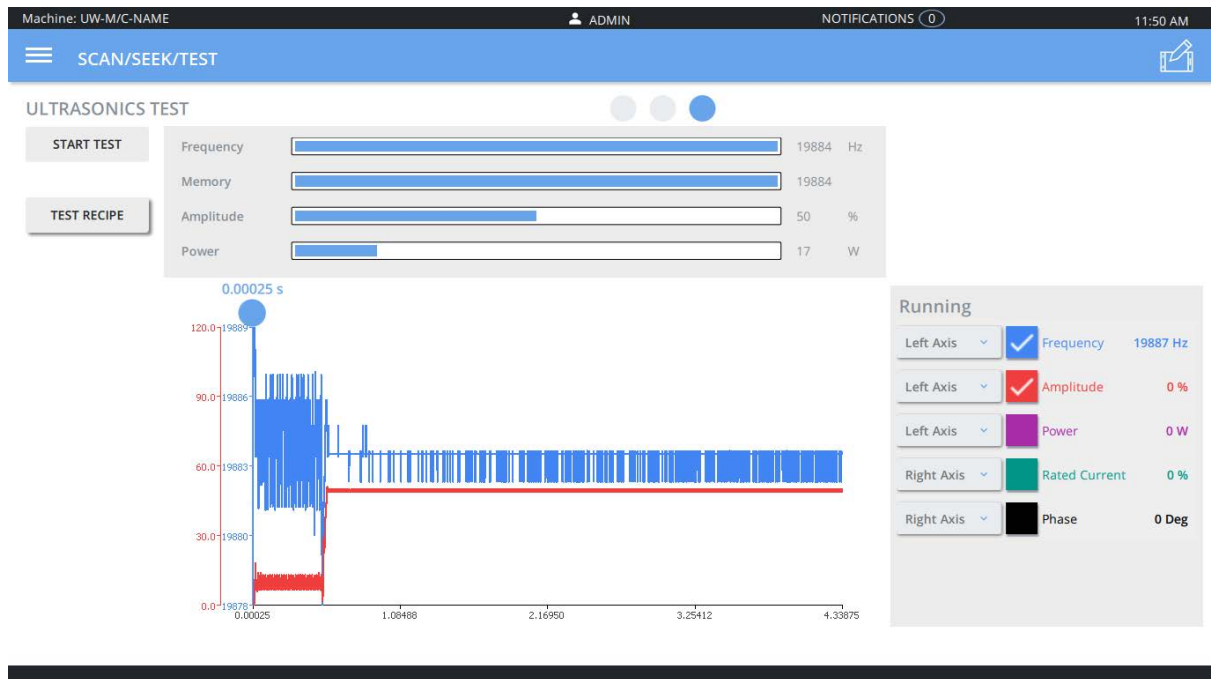 Machine: UW-M/C-NAME ADMIN NOTIFICATIONS 0 11:50 AM
SCAN/SEEK/TEST
ULTRASONICS TEST
START TEST
TEST RECIPE
Frequency 19884 Hz
Memory 19884
Amplitude 50 %
Power 17 W
0.00025 s
120.0 19889
90.0 19886
60.0 19883
30.0 19880
0.0 19878
0.00025 1.08488 2.16950 3.25412 4.33875
Running
Left Axis Frequency 19887 Hz
Left Axis Amplitude 0 %
Left Axis Power 0 W
Right Axis Rated Current 0 %
Right Axis Phase 0 Deg